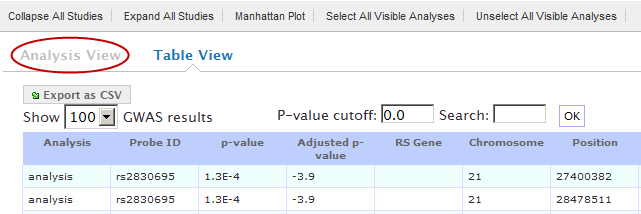 Collapse All Studies Expand All Studies Manhattan Plot Select All Visible Analyses Unselect All Visible Analyses
Analysis View Table View
Export as CSV
Show 100 GWAS results P-value cutoff: 0.0 Search: OK
Analysis Probe ID p-value Adjusted p-value RS Gene Chromosome Position
analysis rs2830695 1.3E-4 -3.9 21 27400382
analysis rs2830695 1.3E-4 -3.9 21 28478511